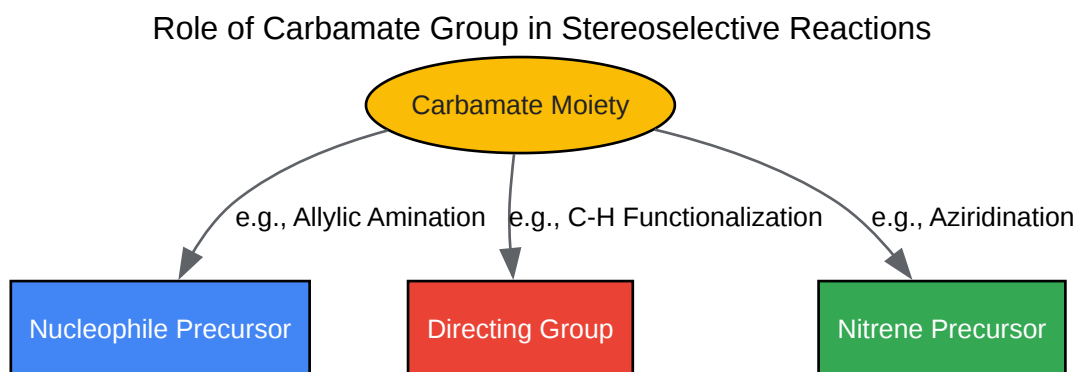 Role of Carbamate Group in Stereoselective Reactions
Carbamate Moiety
e.g., Allylic Amination
e.g., C-H Functionalization
e.g., Aziridination
Nucleophile Precursor
Directing Group
Nitrene Precursor